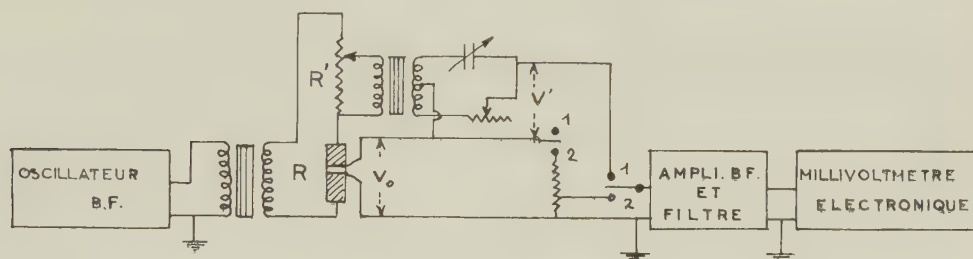 OSCILLATEUR
B.F.
R'
R
V₀
V'
1
2
1
2
AMPLI. B.F.
ET
FILTRE
MILLIVOLTMETRE
ELECTRONIQUE